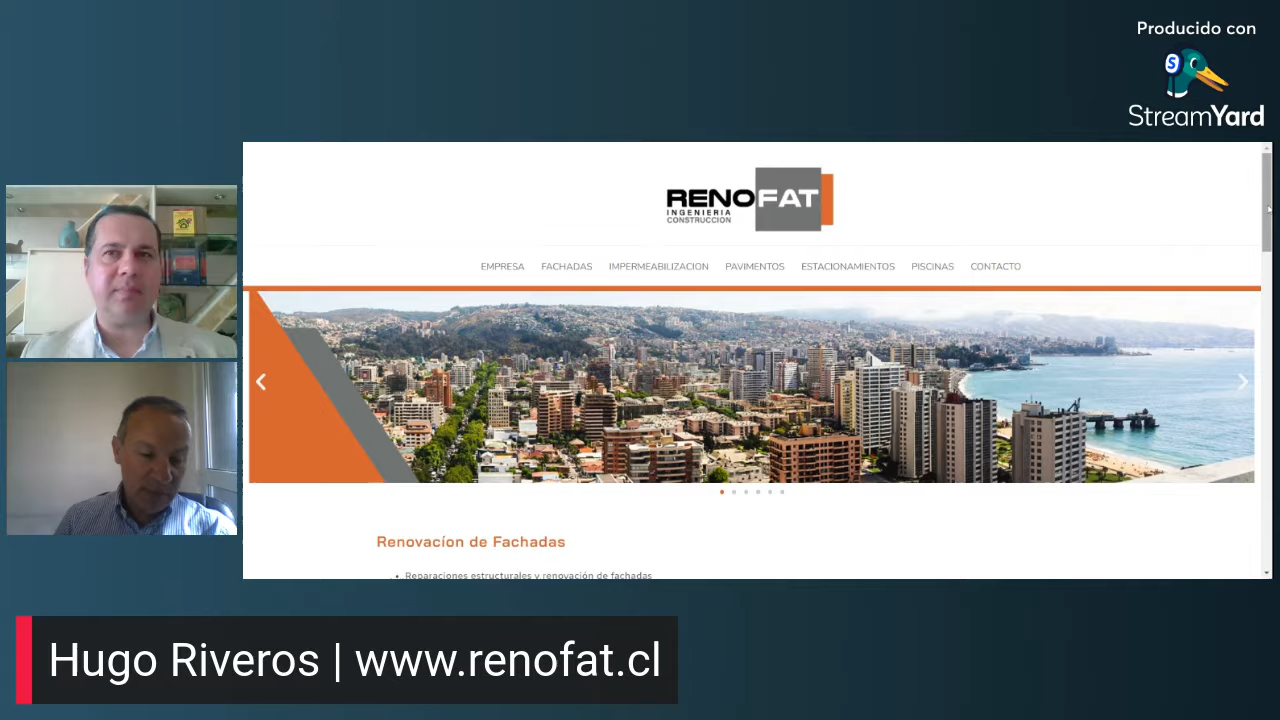 Producido con
S
StreamYard
RENOFAT
INGENIERIA
CONSTRUCCION
EMPRESA FACHADAS IMPERMEABILIZACION PAVIMENTOS ESTACIONAMIENTOS PISCINAS CONTACTO
Renovacíon de Fachadas
• Reparaciones estructurales y renovación de fachadas
Hugo Riveros | www.renofat.cl